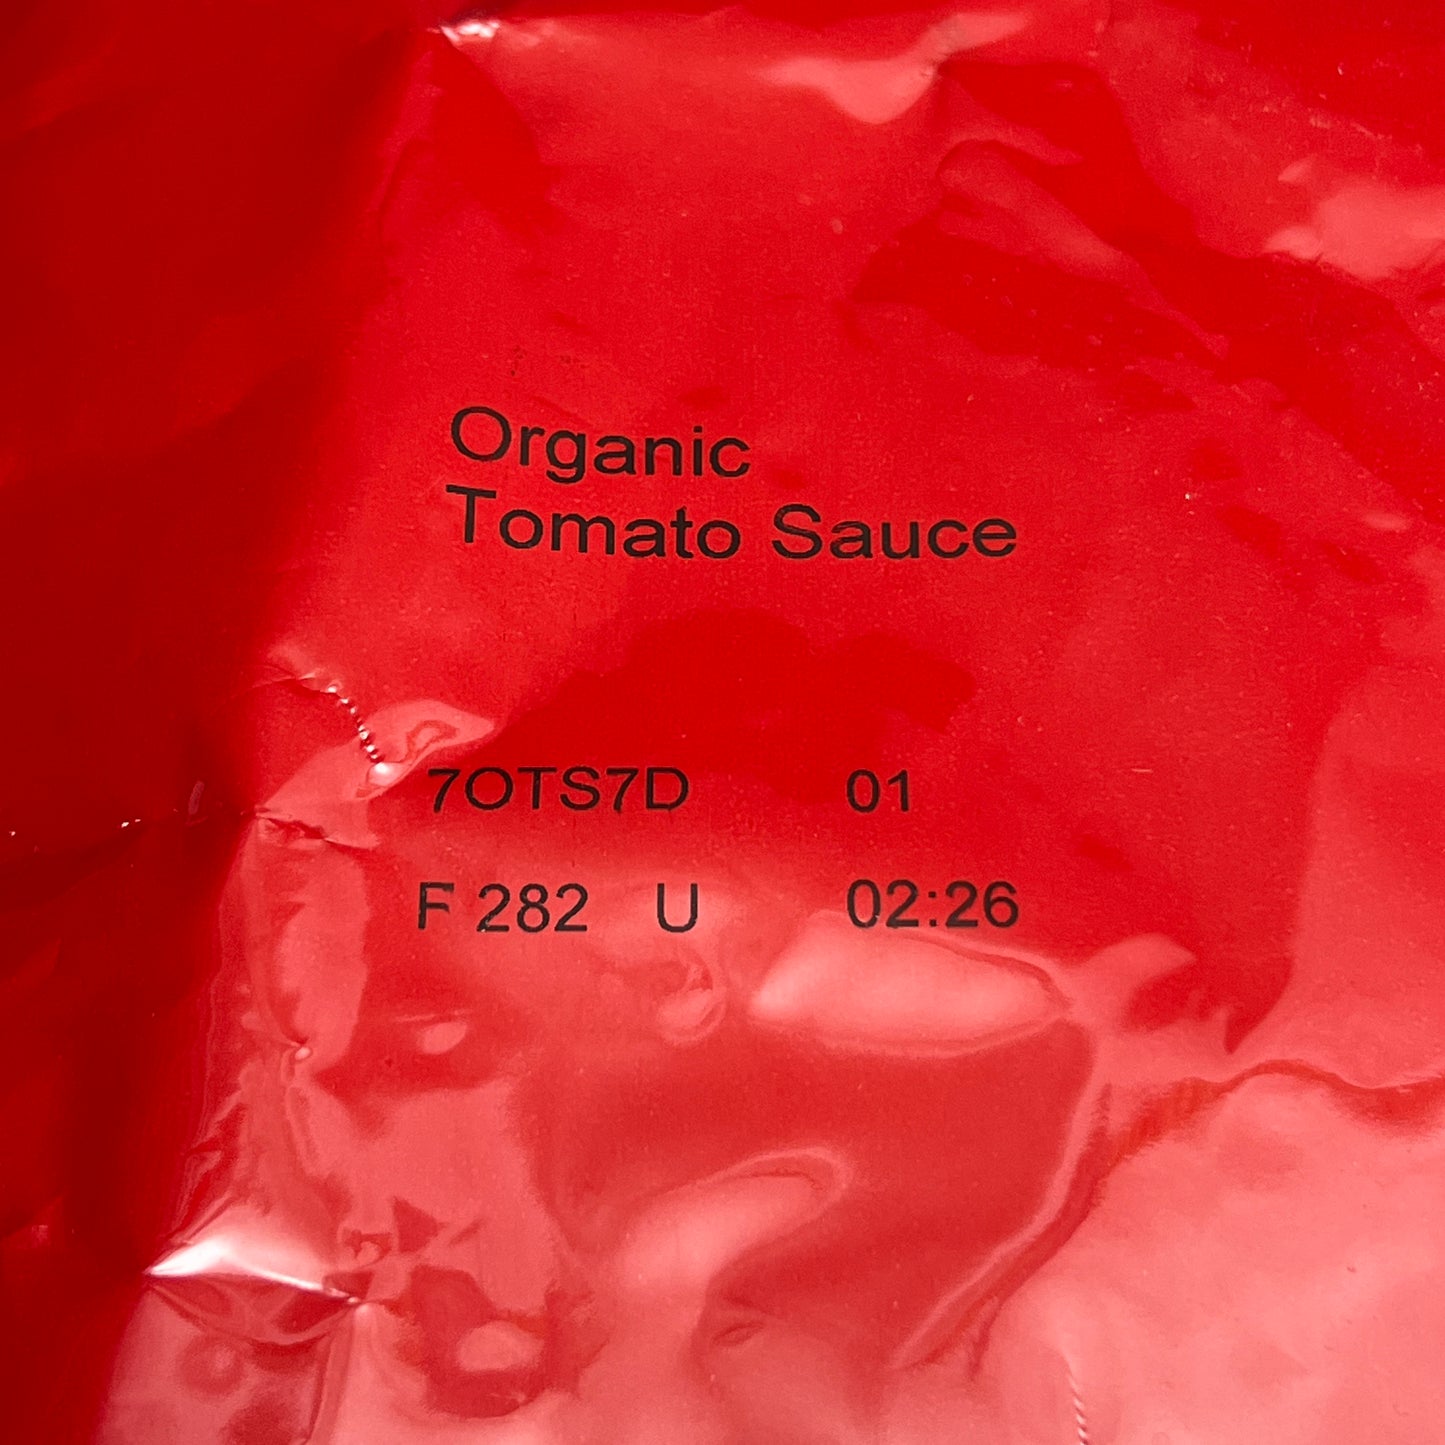 Organic
Tomato Sauce
7OTS7D 01
F 282 U 02:26